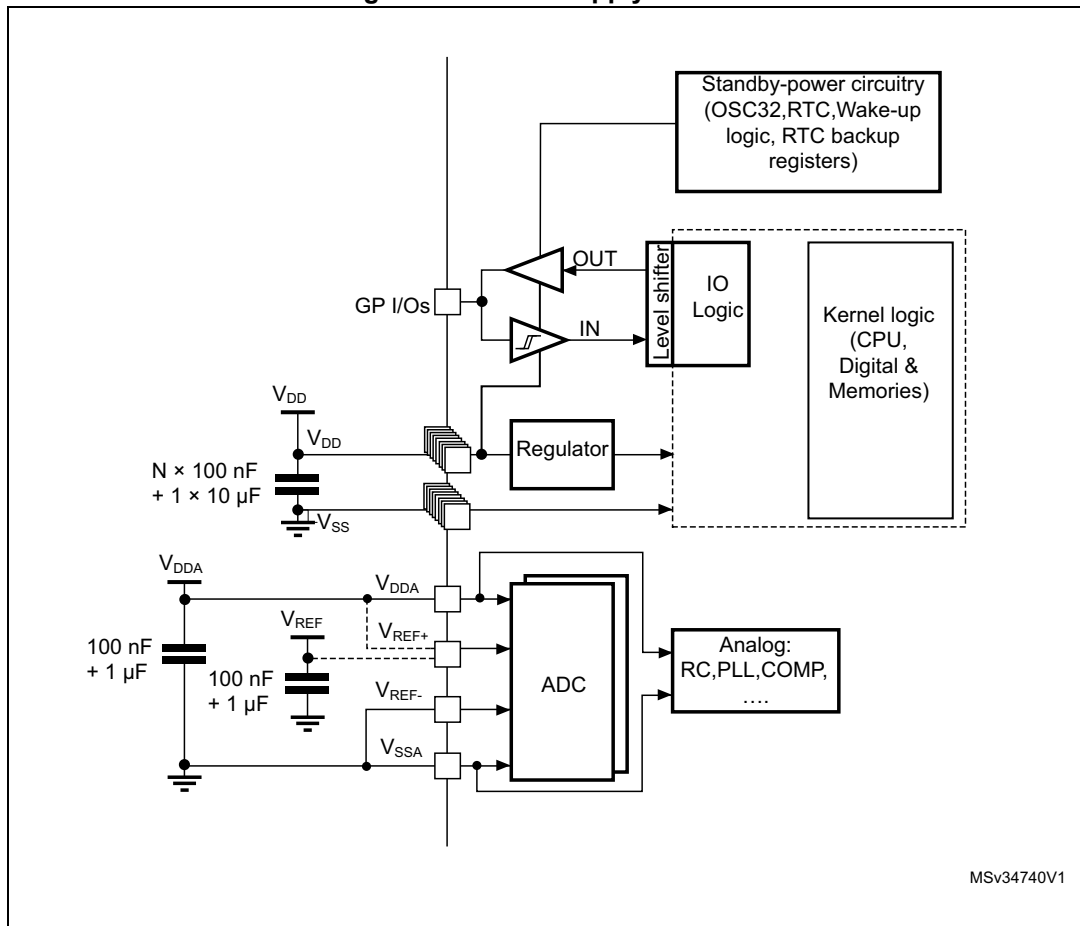 Standby-power circuitry
(OSC32,RTC,Wake-up
logic, RTC backup
registers)
OUT
Level shifter
IO
Logic
GP I/Os
IN
Kernel logic
(CPU,
Digital &
Memories)
VDD
VDD
Regulator
N × 100 nF
+ 1 × 10 µF
VSS
VDDA
VDDA
VREF+
VREF
100 nF
+ 1 µF
100 nF
+ 1 µF
VREF-
ADC
Analog:
RC,PLL,COMP,
....
VSSA
MSv34740V1